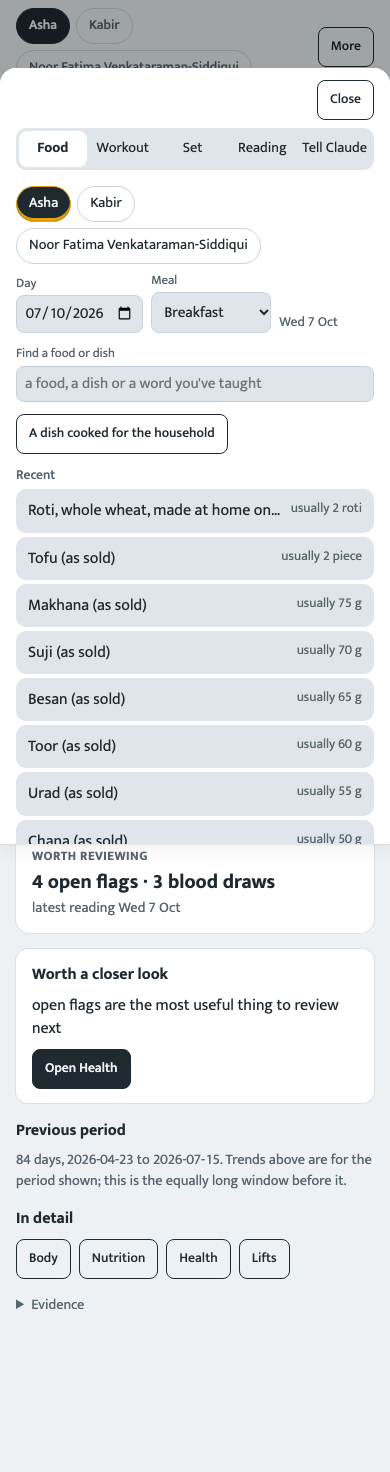 Asha
Kabir
More
Noor Fatima Venkataraman-Siddiqui
Close
Food
Workout
Set
Reading
Tell Claude
Asha
Kabir
Noor Fatima Venkataraman-Siddiqui
Day
Meal
07/10/2026
Breakfast
Wed 7 Oct
Find a food or dish
a food, a dish or a word you've taught
A dish cooked for the household
Recent
Roti, whole wheat, made at home on... usually 2 roti
Tofu (as sold) usually 2 piece
Makhana (as sold) usually 75 g
Suji (as sold) usually 70 g
Besan (as sold) usually 65 g
Toor (as sold) usually 60 g
Urad (as sold) usually 55 g
Chana (as sold) usually 50 g
WORTH REVIEWING
4 open flags · 3 blood draws
latest reading Wed 7 Oct
Worth a closer look
open flags are the most useful thing to review
next
Open Health
Previous period
84 days, 2026-04-23 to 2026-07-15. Trends above are for the
period shown; this is the equally long window before it.
In detail
Body
Nutrition
Health
Lifts
Evidence